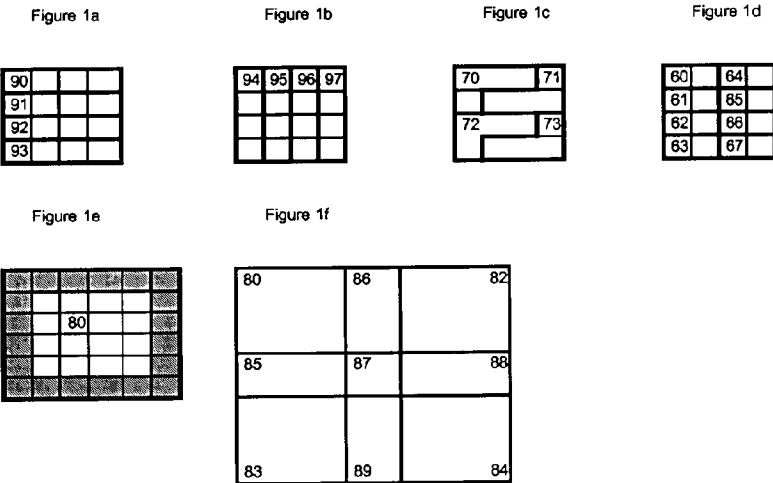 Figure 1a
Figure 1b
Figure 1c
Figure 1d
90
91
92
93
94 95 96 97
70 71
72 73
60 64
61 65
62 66
63 67
Figure 1e
Figure 1f
80
80 86 82
85 87 88
83 89 84